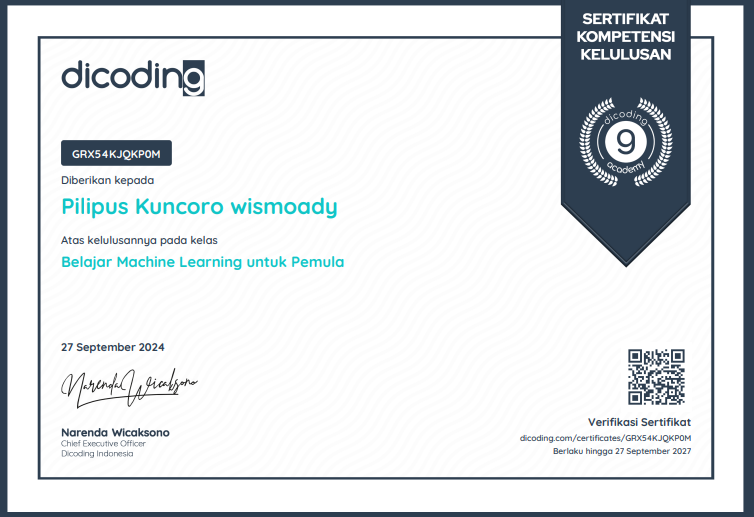 SERTIFIKAT
KOMPETENSI
KELULUSAN
dicoding
dicoding
9
academy
GRX54KJQKP0M
Diberikan kepada
Pilipus Kuncoro wismoady
Atas kelulusannya pada kelas
Belajar Machine Learning untuk Pemula
27 September 2024
Narenda Wicaksono
Narenda Wicaksono
Chief Executive Officer
Dicoding Indonesia
Verifikasi Sertifikat
dicoding.com/certificates/GRX54KJQKP0M
Berlaku hingga 27 September 2027